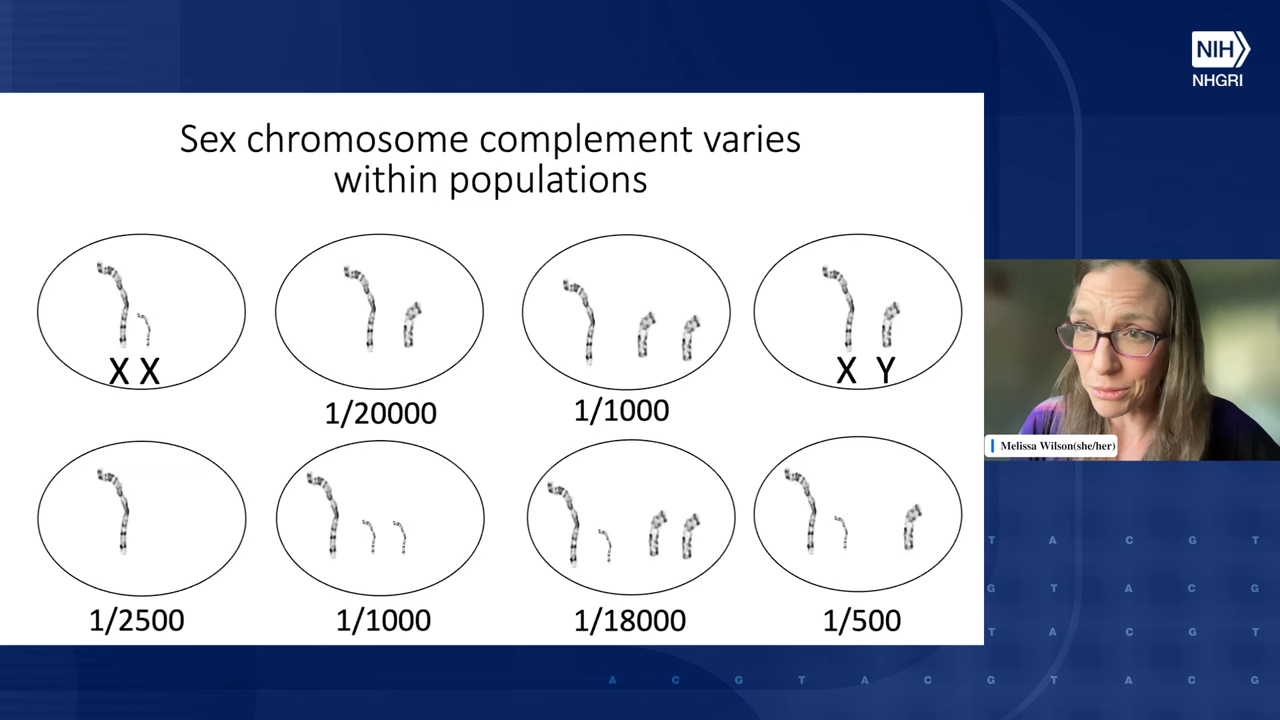 NIH
NHGRI
Sex chromosome complement varies
within populations
X X
X Y
1/20000
1/1000
1/2500
1/1000
1/18000
1/500
Melissa Wilson(she/her)
T A C G T
G T A C G
T A C G T
A C G T A C G T A C G